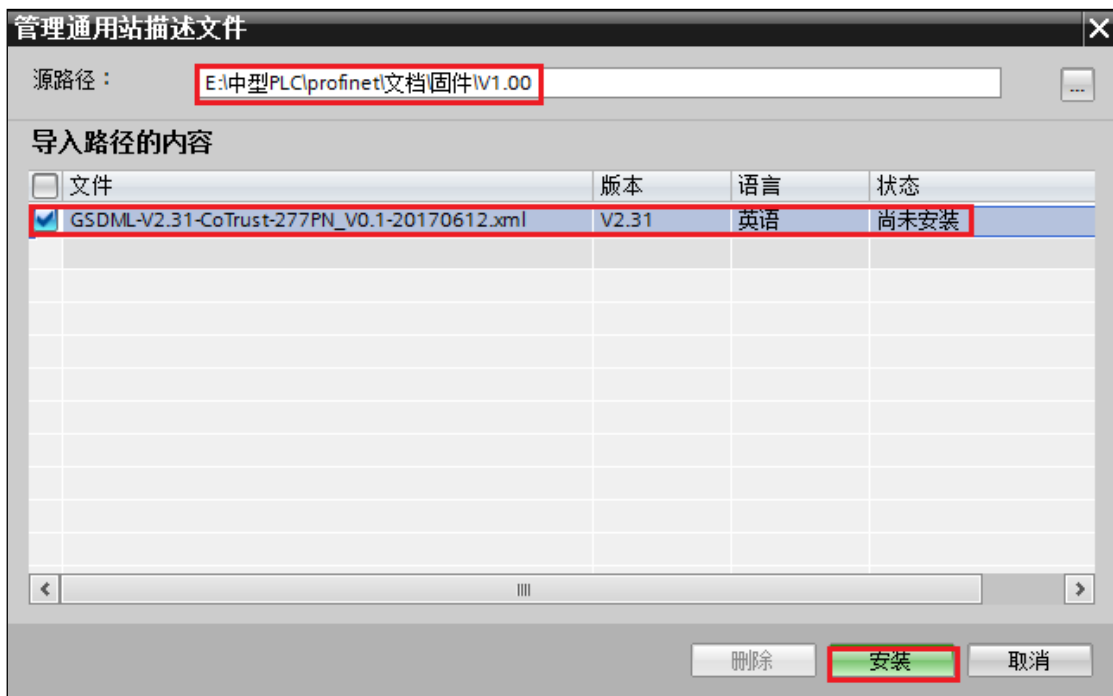 管理通用站描述文件
源路径： E:\中型PLC\profinet\文档\固件\V1.00 ...
导入路径的内容
文件 版本 语言 状态
GSDML-V2.31-CoTrust-277PN_V0.1-20170612.xml V2.31 英语 尚未安装
删除 安装 取消